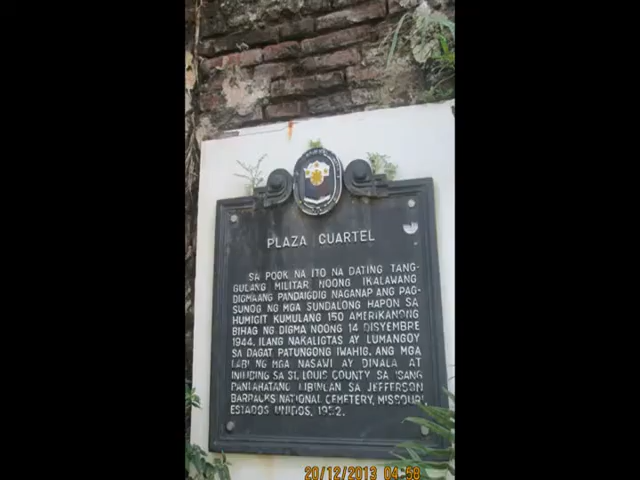 PLAZA CUARTEL
SA POOK NA ITO NA DATING TANG-
GULANG MILITAR NOONG IKALAWANG
DIGMAANG PANDAIGDIG NAGANAP ANG PAG-
SUNOG NG MGA SUNDALONG HAPON SA
HUMIGIT KUMULANG 150 AMERIKANONG
BIHAG NG DIGMA NOONG 14 DISYEMBRE
1944. ILANG NAKALIGTAS AY LUMANGOY
SA DAGAT PATUNGONG IWAHIG. ANG MGA
LABI NG MGA NASAWI AY DINALA AT
INILIBING SA ST. LOUIS COUNTY SA ISANG
PANLAHATANG LIBINGAN SA JEFFERSON
BARRACKS NATIONAL CEMETERY, MISSOURI,
ESTADOS UNIDOS, 1952.
20/12/2013 04:58